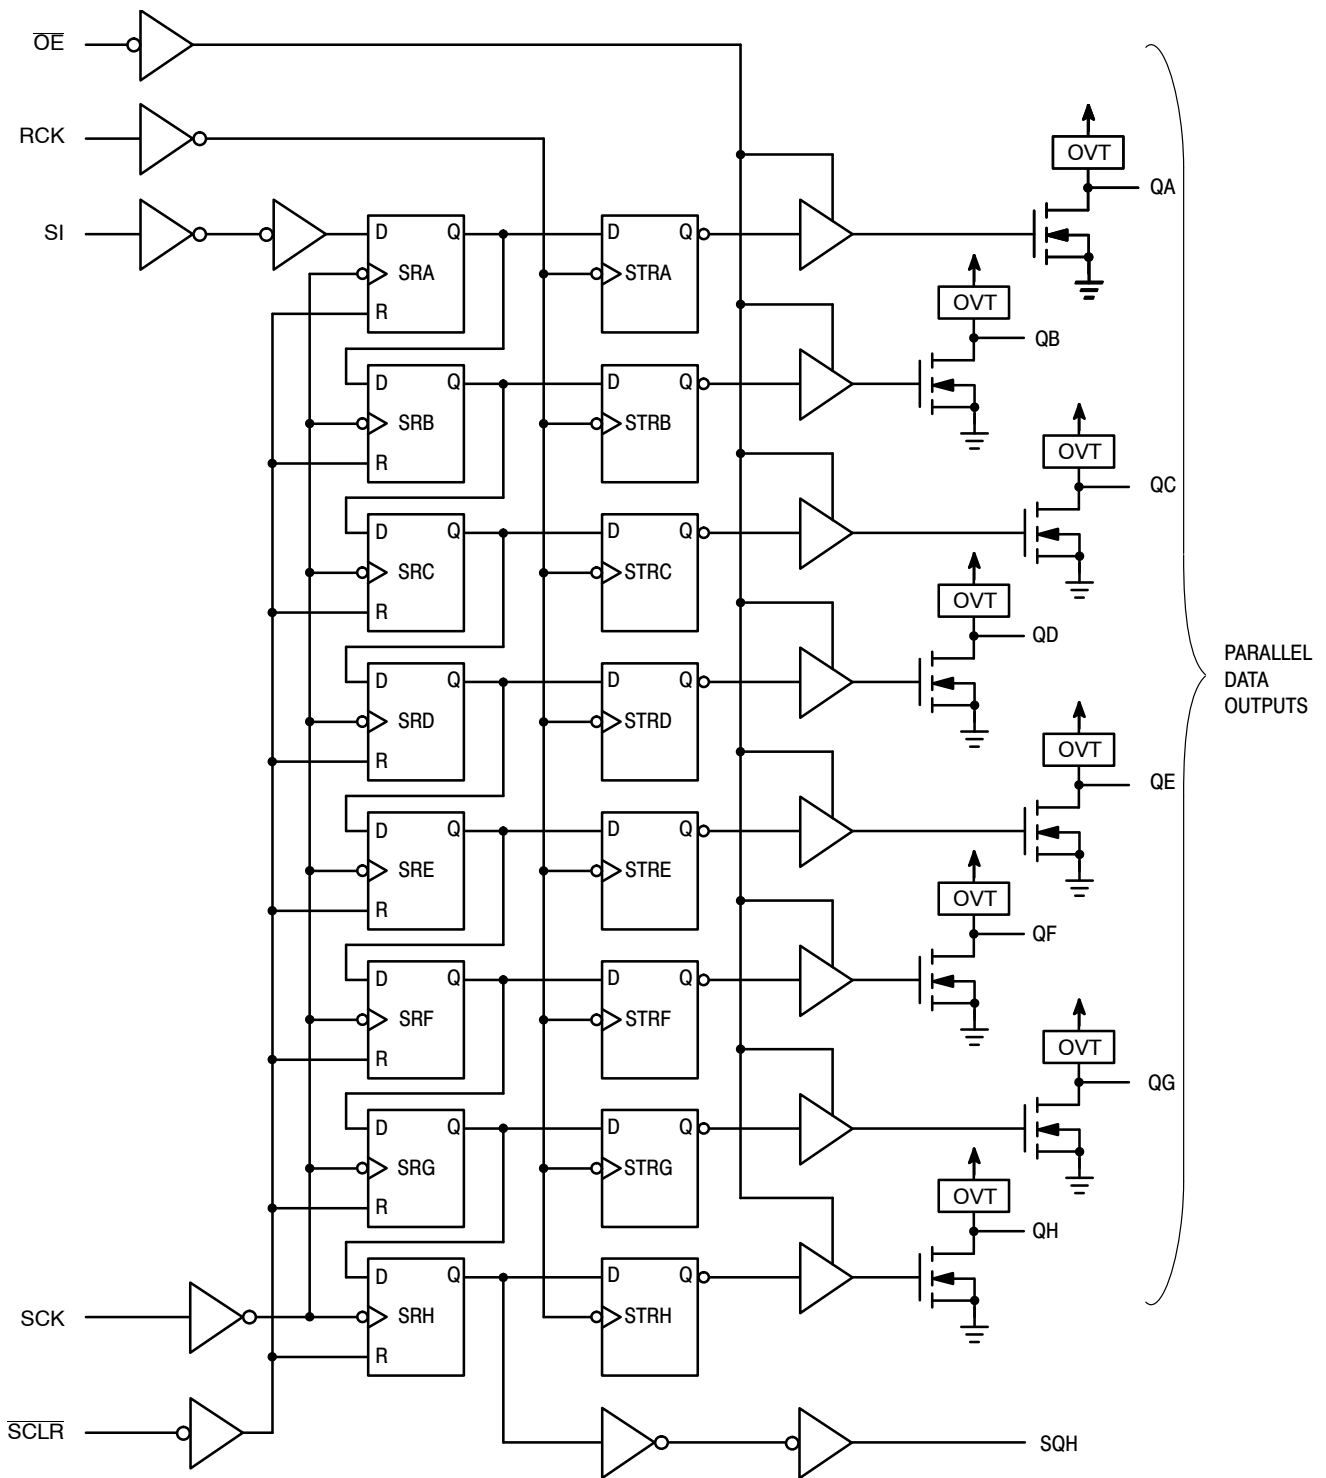 OE
RCK
OVT
QA
SI
D Q
SRA
R
D Q
STRA
OVT
QB
D Q
SRB
R
D Q
STRB
OVT
QC
D Q
SRC
R
D Q
STRC
OVT
QD
D Q
SRD
R
D Q
STRD
PARALLEL
DATA
OUTPUTS
OVT
QE
D Q
SRE
R
D Q
STRE
OVT
QF
D Q
SRF
R
D Q
STRF
OVT
QG
D Q
SRG
R
D Q
STRG
OVT
QH
D Q
SRH
R
D Q
STRH
SCK
SCLR
SQH